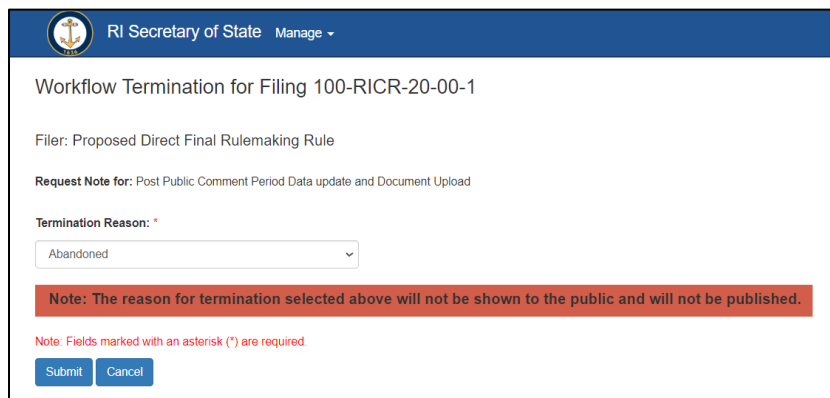 RI Secretary of State Manage
1636
Workflow Termination for Filing 100-RICR-20-00-1
Filer: Proposed Direct Final Rulemaking Rule
Request Note for: Post Public Comment Period Data update and Document Upload
Termination Reason: *
Abandoned
Note: The reason for termination selected above will not be shown to the public and will not be published.
Note: Fields marked with an asterisk (*) are required.
Submit Cancel